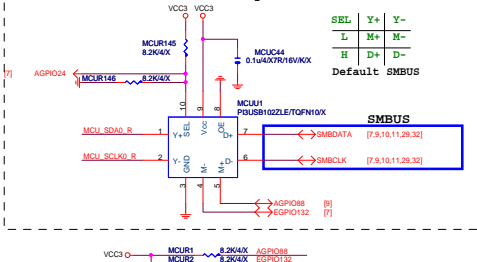 VCC3 VCC3
SEL Y+ Y-
L M+ M-
H D+ D-
Default SMBUS
MCUR145
8.2K/4/X
MCUC44
0.1u/4/X7R/16V/K/X
[7] AGPIO24
MCUR146 8.2K/4/X
MCUU1
PI3USB102ZLE/TQFN10/X
10 9 8
SEL Vcc OE
SMBUS
MCU_SDA0_R 1 Y+ D+ 7 SMBDATA [7,9,10,11,29,32]
MCU_SCLK0_R 2 Y- D- 6 SMBCLK [7,9,10,11,29,32]
GND M- M+
3 4 5
AGPIO88 [9]
EGPIO132 [7]
VCC3 MCUR1 8.2K/4/X AGPIO88
MCUR2 8.2K/4/X EGPIO132